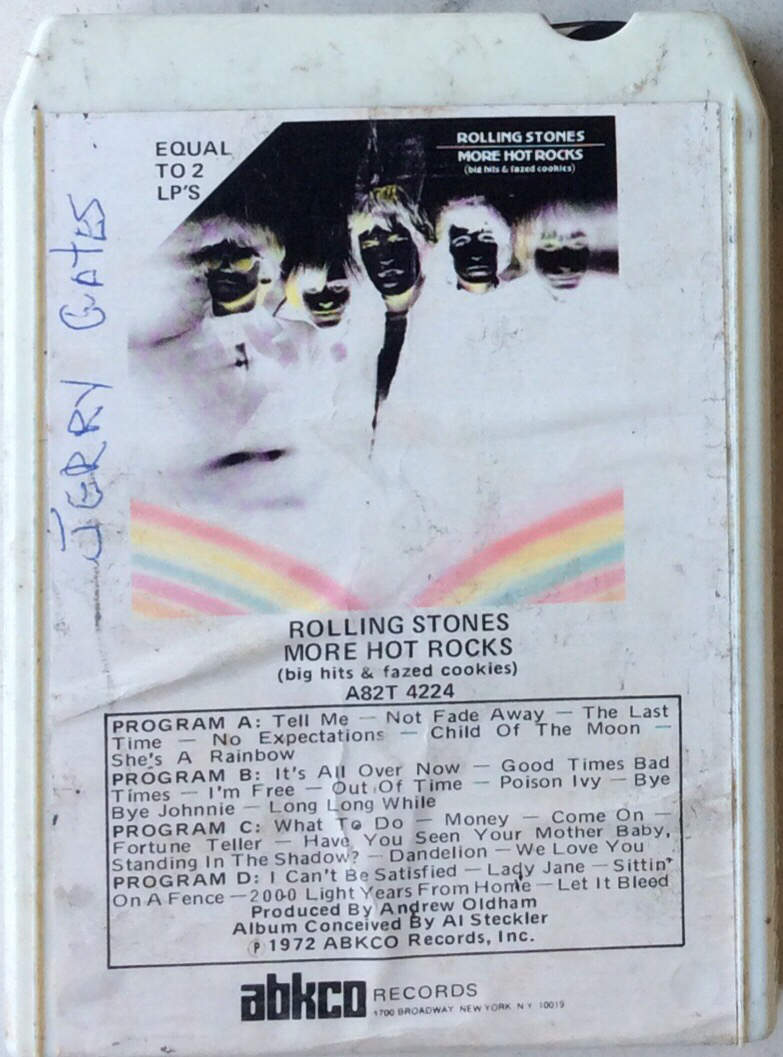 EQUAL
TO 2
LP'S
ROLLING STONES
MORE HOT ROCKS
(big hits & fazed cookies)
JERRY GATES
ROLLING STONES
MORE HOT ROCKS
(big hits & fazed cookies)
A82T 4224
PROGRAM A: Tell Me — Not Fade Away — The Last
Time — No Expectations — Child Of The Moon —
She's A Rainbow
PROGRAM B: It's All Over Now — Good Times Bad
Times — I'm Free — Out Of Time — Poison Ivy — Bye
Bye Johnnie — Long Long While
PROGRAM C: What To Do — Money — Come On —
Fortune Teller — Have You Seen Your Mother Baby,
Standing In The Shadow? — Dandelion — We Love You
PROGRAM D: I Can't Be Satisfied — Lady Jane — Sittin'
On A Fence — 2000 Light Years From Home — Let It Bleed
Produced By Andrew Oldham
Album Conceived By Al Steckler
℗ 1972 ABKCO Records, Inc.
abkco RECORDS
1700 BROADWAY NEW YORK N.Y. 10019